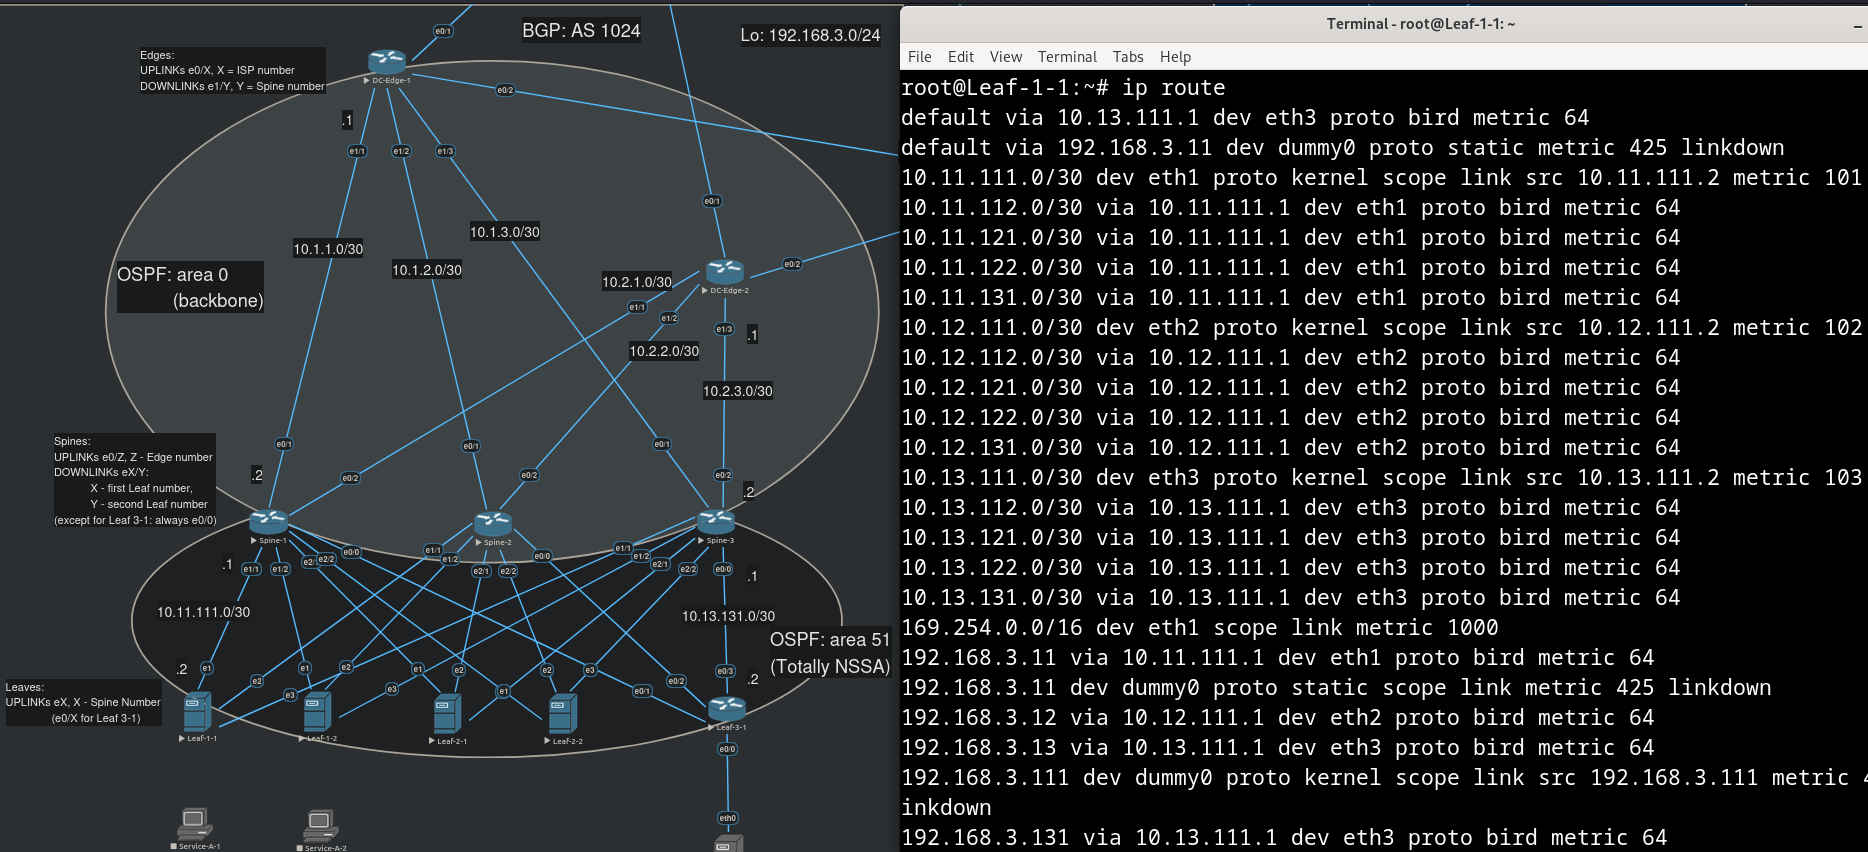 BGP: AS 1024
Lo: 192.168.3.0/24
Edges:
UPLINKs e0/X, X = ISP number
DOWNLINKs e1/Y, Y = Spine number
e0/1
DC-Edge-1
e0/2
.1
e1/1
e1/2
e1/3
e0/1
10.1.1.0/30
10.1.2.0/30
10.1.3.0/30
OSPF: area 0
(backbone)
10.2.1.0/30
e0/2
DC-Edge-2
e1/1
e1/2
e1/3
.1
10.2.2.0/30
10.2.3.0/30
Spines:
UPLINKs e0/Z, Z - Edge number
DOWNLINKs eX/Y:
X - first Leaf number,
Y - second Leaf number
(except for Leaf 3-1: always e0/0)
e0/1
e0/1
e0/1
.2
e0/2
e0/2
e0/2
.2
Spine-1
Spine-2
Spine-3
.1
e1/1
e1/2
e2/2
e0/0
e1/1
e1/2
e2/1
e2/2
e0/0
e1/1
e1/2
e2/1
e2/2
e0/0
.1
10.11.111.0/30
10.13.131.0/30
OSPF: area 51
(Totally NSSA)
.2
e1
e2
e3
e1
e2
e3
e1
e2
e1
e2
e3
e0/1
e0/2
e0/3
.2
Leaves:
UPLINKs eX, X - Spine Number
(e0/X for Leaf 3-1)
Leaf-1-1
Leaf-1-2
Leaf-2-1
Leaf-2-2
Leaf-3-1
e0/0
eth0
Service-A-1
Service-A-2
Terminal - root@Leaf-1-1: ~
File Edit View Terminal Tabs Help
root@Leaf-1-1:~# ip route
default via 10.13.111.1 dev eth3 proto bird metric 64
default via 192.168.3.11 dev dummy0 proto static metric 425 linkdown
10.11.111.0/30 dev eth1 proto kernel scope link src 10.11.111.2 metric 101
10.11.112.0/30 via 10.11.111.1 dev eth1 proto bird metric 64
10.11.121.0/30 via 10.11.111.1 dev eth1 proto bird metric 64
10.11.122.0/30 via 10.11.111.1 dev eth1 proto bird metric 64
10.11.131.0/30 via 10.11.111.1 dev eth1 proto bird metric 64
10.12.111.0/30 dev eth2 proto kernel scope link src 10.12.111.2 metric 102
10.12.112.0/30 via 10.12.111.1 dev eth2 proto bird metric 64
10.12.121.0/30 via 10.12.111.1 dev eth2 proto bird metric 64
10.12.122.0/30 via 10.12.111.1 dev eth2 proto bird metric 64
10.12.131.0/30 via 10.12.111.1 dev eth2 proto bird metric 64
10.13.111.0/30 dev eth3 proto kernel scope link src 10.13.111.2 metric 103
10.13.112.0/30 via 10.13.111.1 dev eth3 proto bird metric 64
10.13.121.0/30 via 10.13.111.1 dev eth3 proto bird metric 64
10.13.122.0/30 via 10.13.111.1 dev eth3 proto bird metric 64
10.13.131.0/30 via 10.13.111.1 dev eth3 proto bird metric 64
169.254.0.0/16 dev eth1 scope link metric 1000
192.168.3.11 via 10.11.111.1 dev eth1 proto bird metric 64
192.168.3.11 dev dummy0 proto static scope link metric 425 linkdown
192.168.3.12 via 10.12.111.1 dev eth2 proto bird metric 64
192.168.3.13 via 10.13.111.1 dev eth3 proto bird metric 64
192.168.3.111 dev dummy0 proto kernel scope link src 192.168.3.111 metric
inkdown
192.168.3.131 via 10.13.111.1 dev eth3 proto bird metric 64